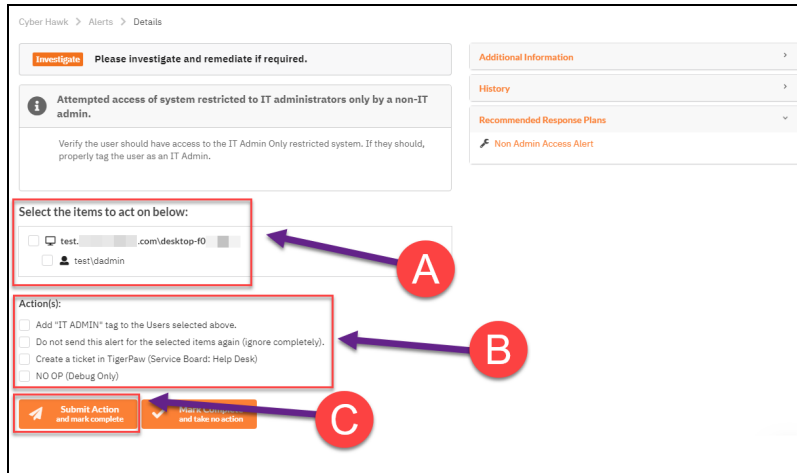 Cyber Hawk > Alerts > Details
Investigate Please investigate and remediate if required.
Attempted access of system restricted to IT administrators only by a non-IT
admin.
Verify the user should have access to the IT Admin Only restricted system. If they should,
properly tag the user as an IT Admin.
Additional Information
History
Recommended Response Plans
Non Admin Access Alert
Select the items to act on below:
test. .com\desktop-f0
test\dadmin
A
Action(s):
Add "IT ADMIN" tag to the Users selected above.
Do not send this alert for the selected items again (ignore completely).
Create a ticket in TigerPaw (Service Board: Help Desk)
NO OP (Debug Only)
B
Submit Action
and mark complete
Mark Complete
and take no action
C